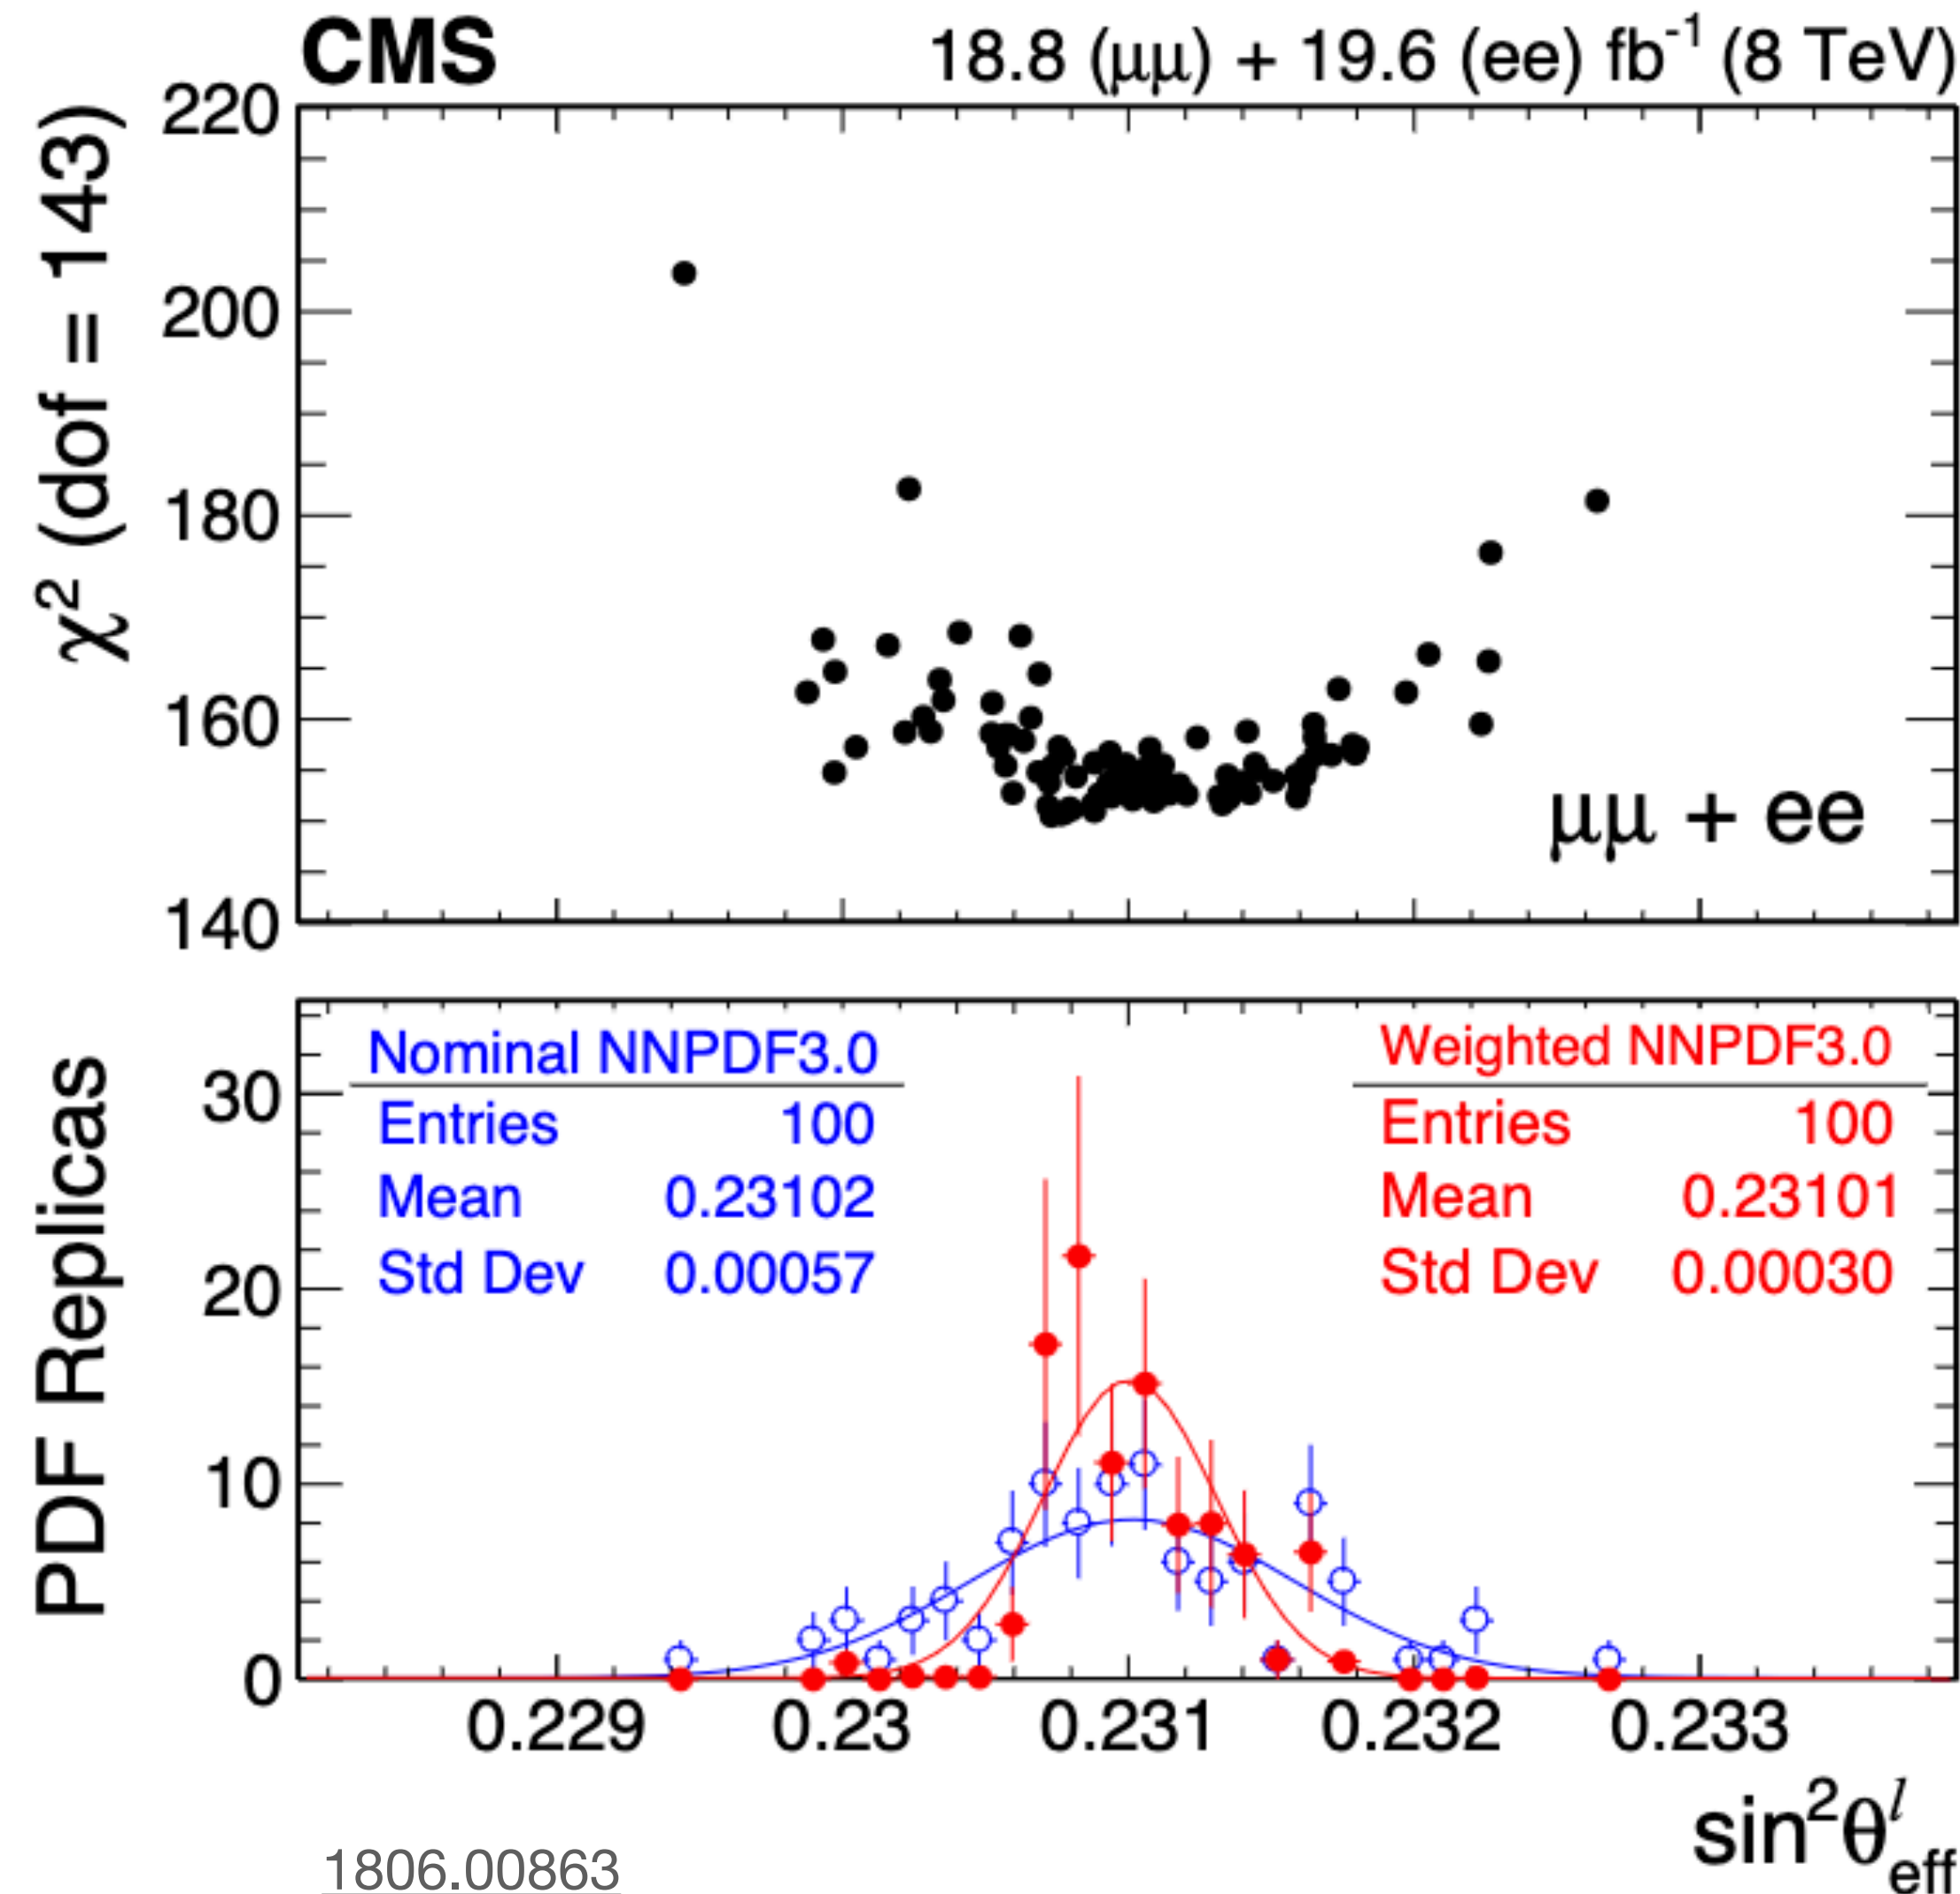 CMS 18.8 (μμ) + 19.6 (ee) fb⁻¹ (8 TeV)
χ² (dof = 143)
220
200
180
160
140
μμ + ee
PDF Replicas
30
20
10
0
Nominal NNPDF3.0
Entries 100
Mean 0.23102
Std Dev 0.00057
Weighted NNPDF3.0
Entries 100
Mean 0.23101
Std Dev 0.00030
0.229 0.23 0.231 0.232 0.233
sin²θˡeff
1806.00863